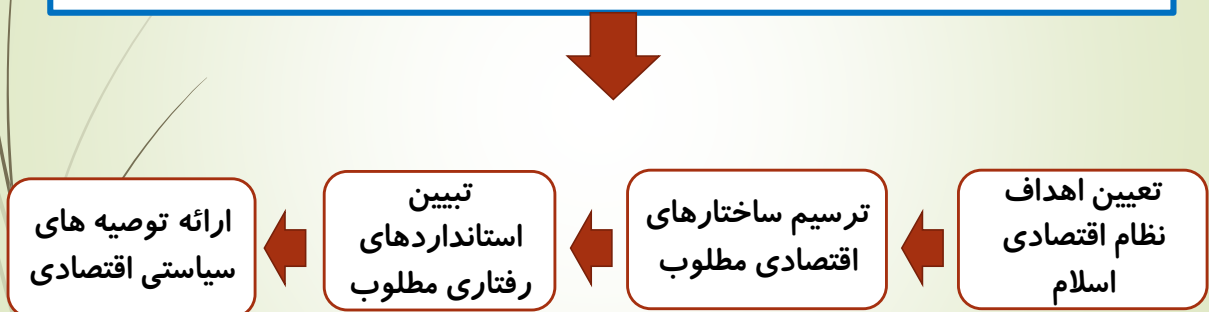 تعیین اهداف
نظام اقتصادی
اسلام
ترسیم ساختارهای
اقتصادی مطلوب
تبیین
استانداردهای
رفتاری مطلوب
ارائه توصیه های
سیاستی اقتصادی